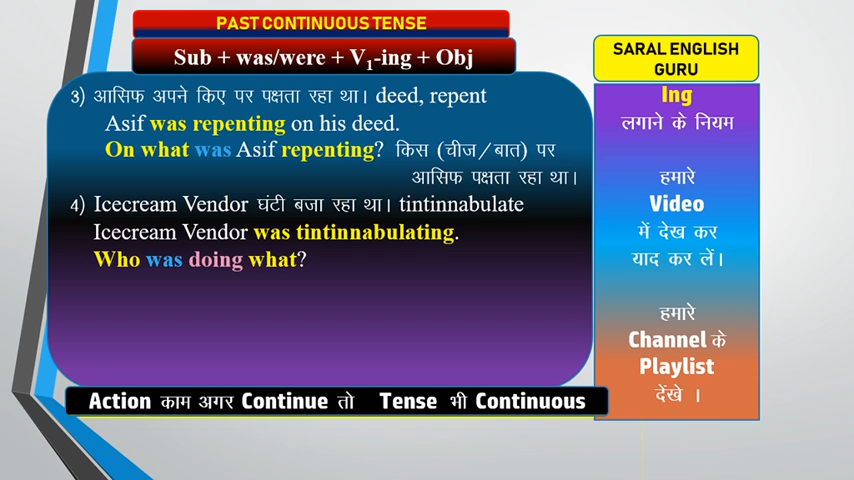 PAST CONTINUOUS TENSE
Sub + was/were + V1-ing + Obj
3) आसिफ अपने किए पर पक्षता रहा था। deed, repent
Asif was repenting on his deed.
On what was Asif repenting? किस (चीज/बात) पर
आसिफ पक्षता रहा था।
4) Icecream Vendor घंटी बजा रहा था। tintinnabulate
Icecream Vendor was tintinnabulating.
Who was doing what?
Action काम अगर Continue तो Tense भी Continuous
SARAL ENGLISH
GURU
Ing
लगाने के नियम
हमारे
Video
में देख कर
याद कर लें।
हमारे
Channel के
Playlist
देंखे ।